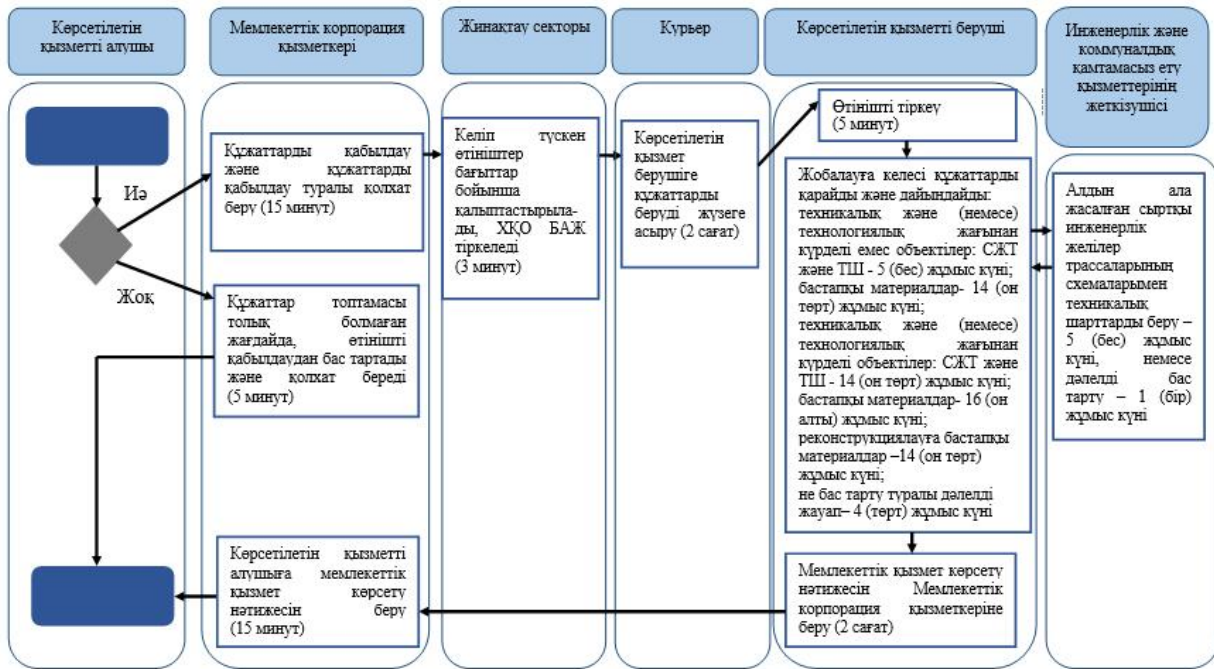 Көрсетілетін
қызметті алушы
Мемлекеттік корпорация
қызметкері
Жинақтау секторы
Курьер
Көрсетілетін қызметті беруші
Инженерлік және
коммуналдық
қамтамасыз ету
қызметтерінің
жеткізушісі
Иә
Жоқ
Құжаттарды қабылдау
және құжаттарды
қабылдау туралы қолхат
беру (15 минут)
Құжаттар топтамасы
толық болмаған
жағдайда, өтінішті
қабылдаудан бас тартады
және қолхат береді
(5 минут)
Көрсетілетін қызметті
алушыға мемлекеттік
қызмет көрсету
нәтижесін беру
(15 минут)
Келіп түскен
өтініштер
бағыттар
бойынша
қалыптастырыла-
ды, ХҚО БАЖ
тіркеледі
(3 минут)
Көрсетілетін
қызмет
берушіге
құжаттарды
беруді жүзеге
асыру (2 сағат)
Өтінішті тіркеу
(5 минут)
Жобалауға келесі құжаттарды
қарайды және дайындайды:
техникалық және (немесе)
технологиялық жағынан
күрделі емес объектілер: СЖТ
және ТШ - 5 (бес) жұмыс күні;
бастапқы материалдар- 14 (он
төрт) жұмыс күні;
техникалық және (немесе)
технологиялық жағынан
күрделі объектілер: СЖТ және
ТШ - 14 (он төрт) жұмыс күні;
бастапқы материалдар- 16 (он
алты) жұмыс күні;
реконструкциялауға бастапқы
материалдар –14 (он төрт)
жұмыс күні;
не бас тарту туралы дәлелді
жауап– 4 (төрт) жұмыс күні
Мемлекеттік қызмет көрсету
нәтижесін Мемлекеттік
корпорация қызметкеріне
беру (2 сағат)
Алдын ала
жасалған сыртқы
инженерлік
желілер
трассаларының
схемаларымен
техникалық
шарттарды беру –
5 (бес) жұмыс
күні, немесе
дәлелді бас
тарту – 1 (бір)
жұмыс күні